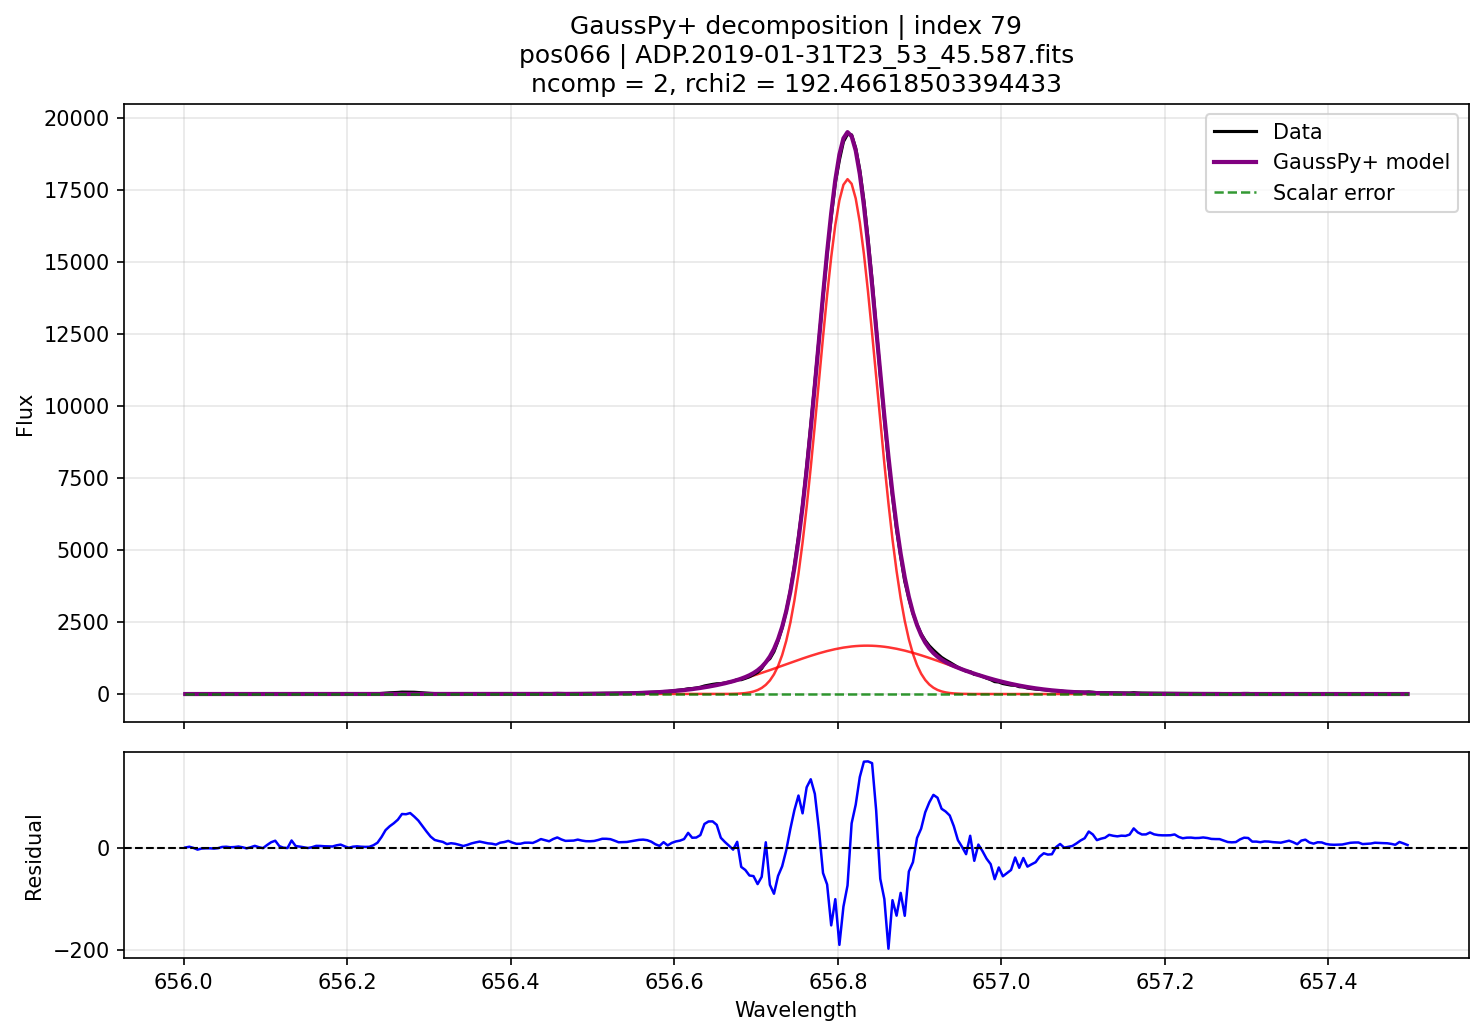 GaussPy+ decomposition | index 79
pos066 | ADP.2019-01-31T23_53_45.587.fits
ncomp = 2, rchi2 = 192.46618503394433
Data
GaussPy+ model
Scalar error
20000
17500
15000
12500
10000
7500
5000
2500
0
Flux
0
−200
Residual
656.0
656.2
656.4
656.6
656.8
657.0
657.2
657.4
Wavelength